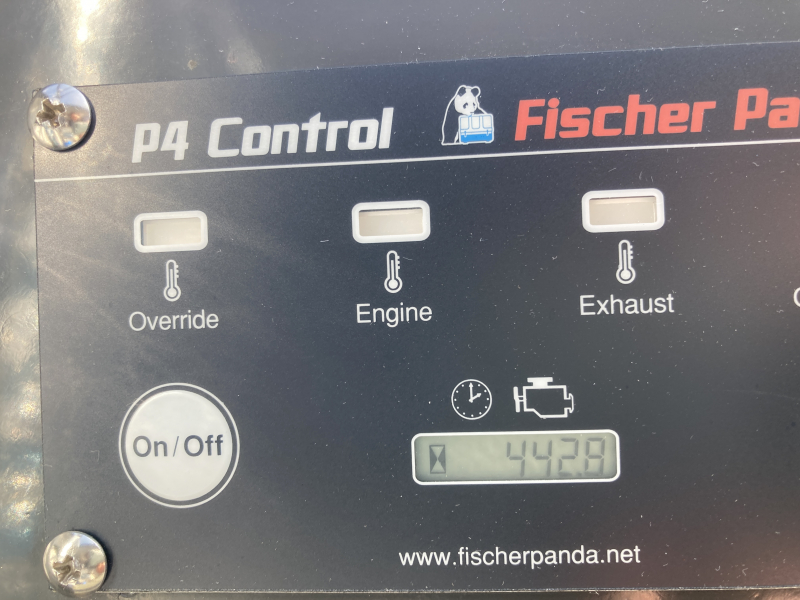 P4 Control Fischer Pa
Override Engine Exhaust
On/Off
442.8
www.fischerpanda.net